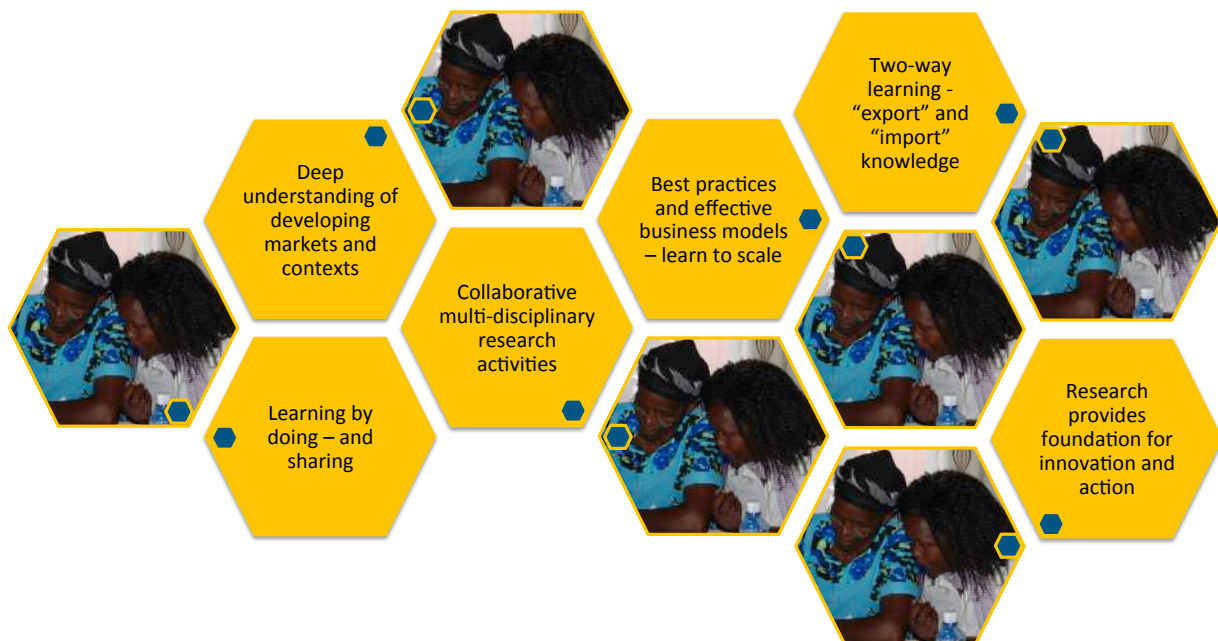 Deep
understanding of
developing
markets and
contexts
Learning by
doing – and
sharing
Collaborative
multi-disciplinary
research
activities
Best practices
and effective
business models
– learn to scale
Two-way
learning -
“export” and
“import”
knowledge
Research
provides
foundation for
innovation and
action